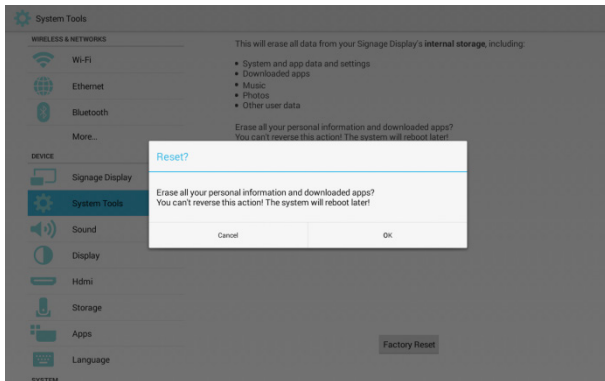 System Tools
WIRELESS & NETWORKS
Wi-Fi
Ethernet
Bluetooth
More...
DEVICE
Signage Display
System Tools
Sound
Display
Hdmi
Storage
Apps
Language
SYSTEM
This will erase all data from your Signage Display's internal storage, including:
• System and app data and settings
• Downloaded apps
• Music
• Photos
• Other user data
Erase all your personal information and downloaded apps?
You can't reverse this action! The system will reboot later!
Reset?
Erase all your personal information and downloaded apps?
You can't reverse this action! The system will reboot later!
Cancel
OK
Factory Reset